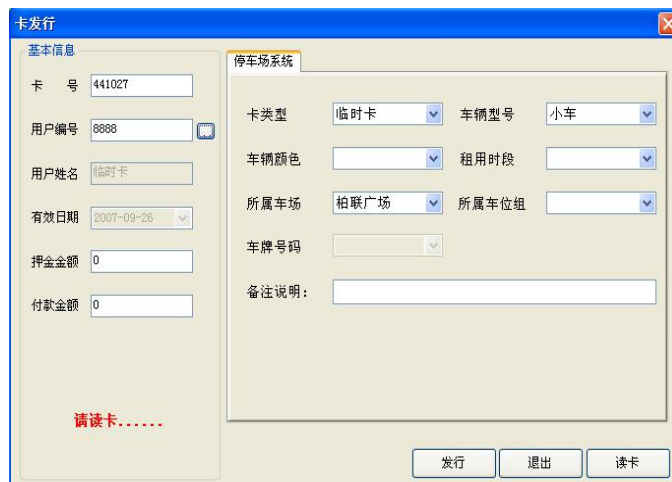 卡发行
基本信息
卡 号 441027
用户编号 8888
用户姓名 临时卡
有效日期 2007-09-26
押金金额 0
付款金额 0
请读卡......
停车场系统
卡类型 临时卡 车辆型号 小车
车辆颜色 租用时段
所属车场 柏联广场 所属车位组
车牌号码
备注说明：
发行 退出 读卡